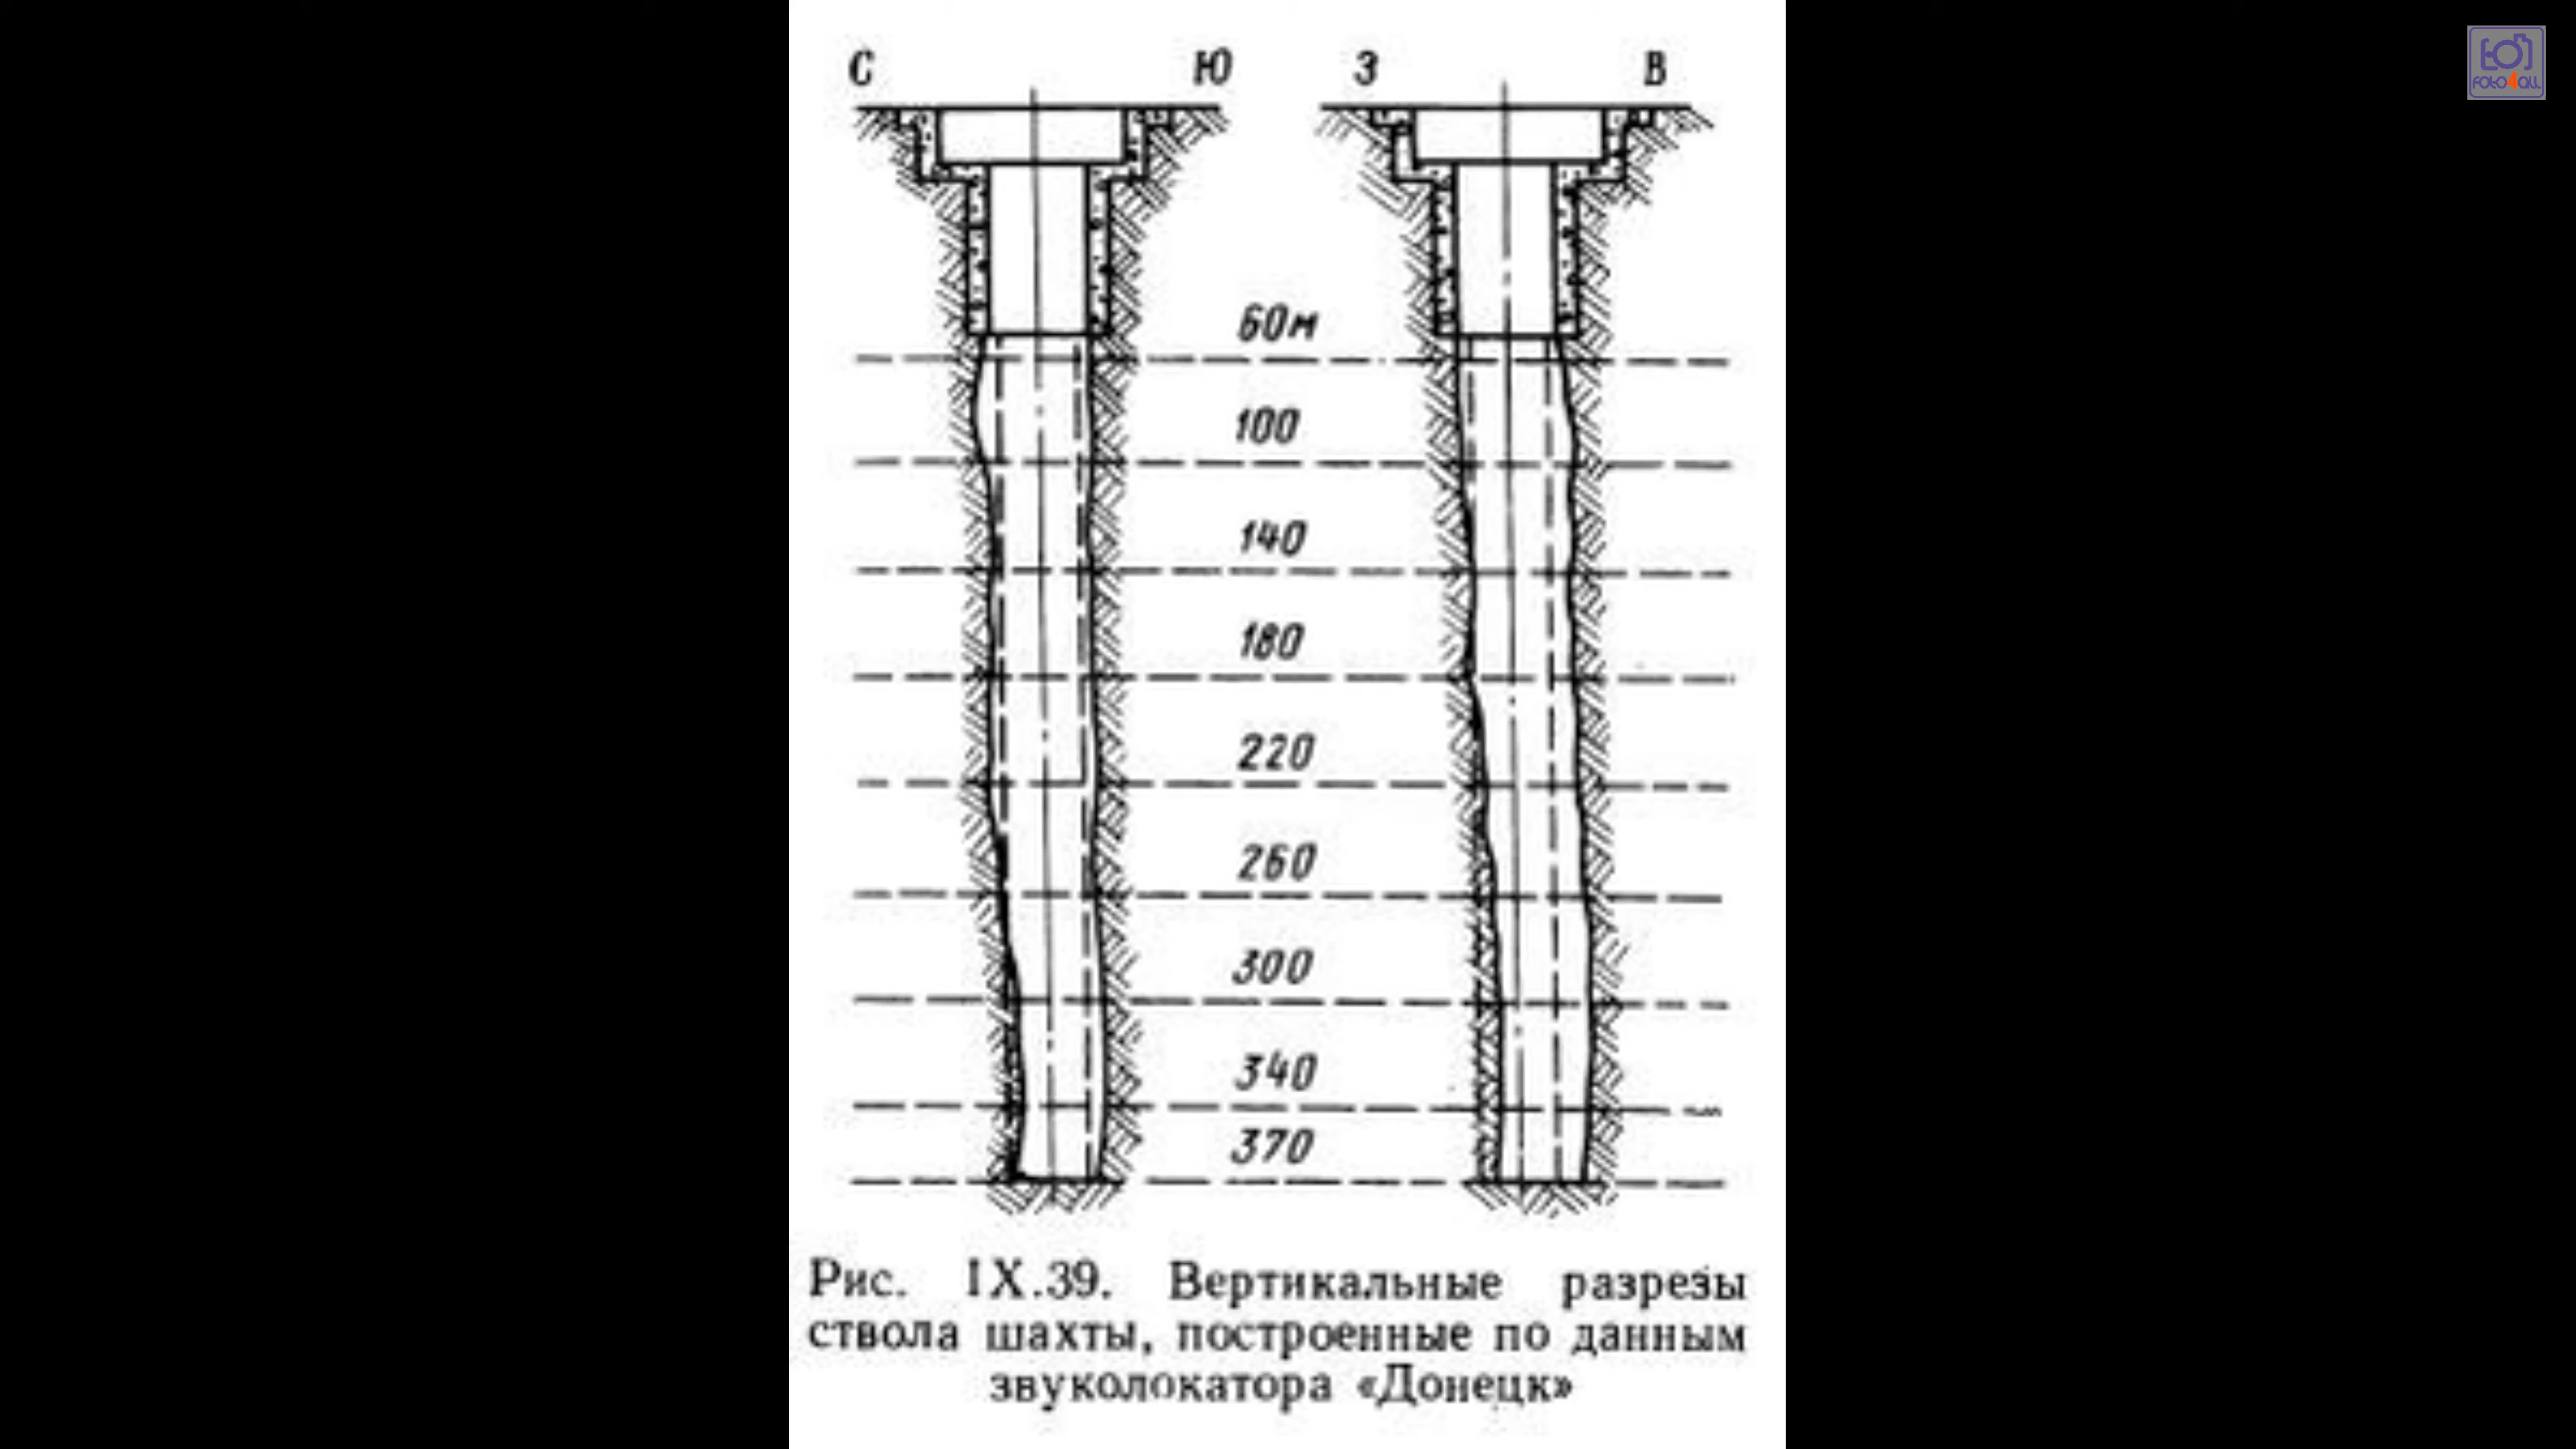 С Ю З В
60м
100
140
180
220
260
300
340
370
Рис. IX.39. Вертикальные разрезы
ствола шахты, построенные по данным
звуколокатора «Донецк»
foto4all